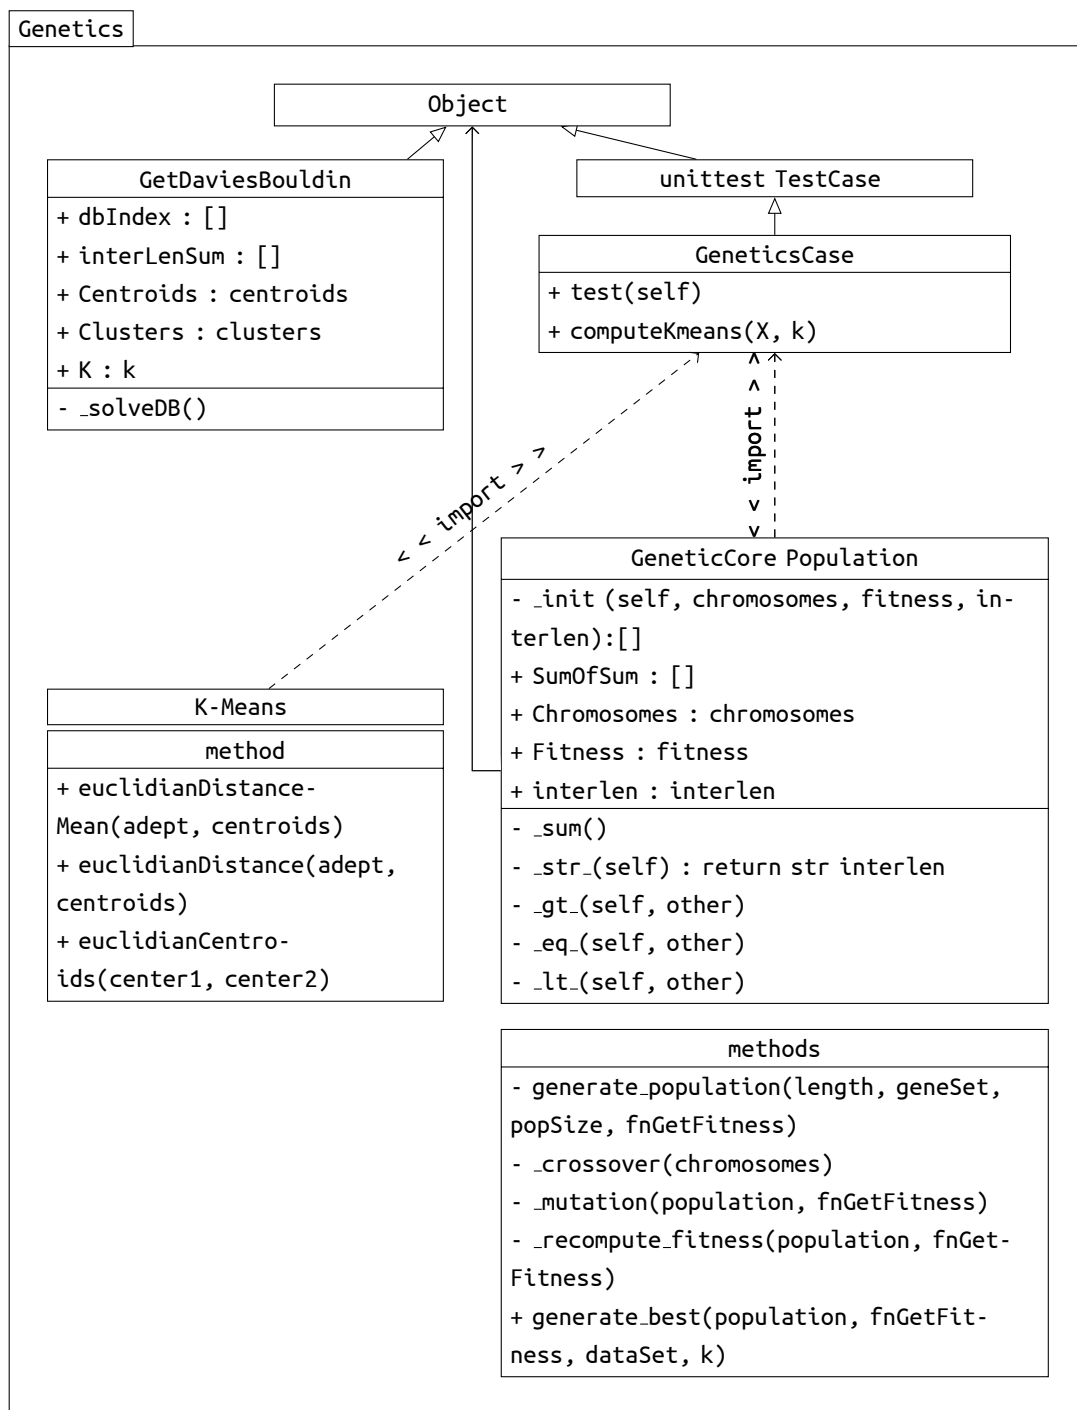 Genetics
Object
GetDaviesBouldin
+ dbIndex : []
+ interLenSum : []
+ Centroids : centroids
+ Clusters : clusters
+ K : k
- _solveDB()
unittest TestCase
GeneticsCase
+ test(self)
+ computeKmeans(X, k)
< < import > >
< < import > >
K-Means
method
+ euclidianDistance-
Mean(adept, centroids)
+ euclidianDistance(adept,
centroids)
+ euclidianCentro-
ids(center1, center2)
GeneticCore Population
- _init (self, chromosomes, fitness, in-
terlen):[]
+ SumOfSum : []
+ Chromosomes : chromosomes
+ Fitness : fitness
+ interlen : interlen
- _sum()
- _str_(self) : return str interlen
- _gt_(self, other)
- _eq_(self, other)
- _lt_(self, other)
methods
- generate_population(length, geneSet,
popSize, fnGetFitness)
- _crossover(chromosomes)
- _mutation(population, fnGetFitness)
- _recompute_fitness(population, fnGet-
Fitness)
+ generate_best(population, fnGetFit-
ness, dataSet, k)